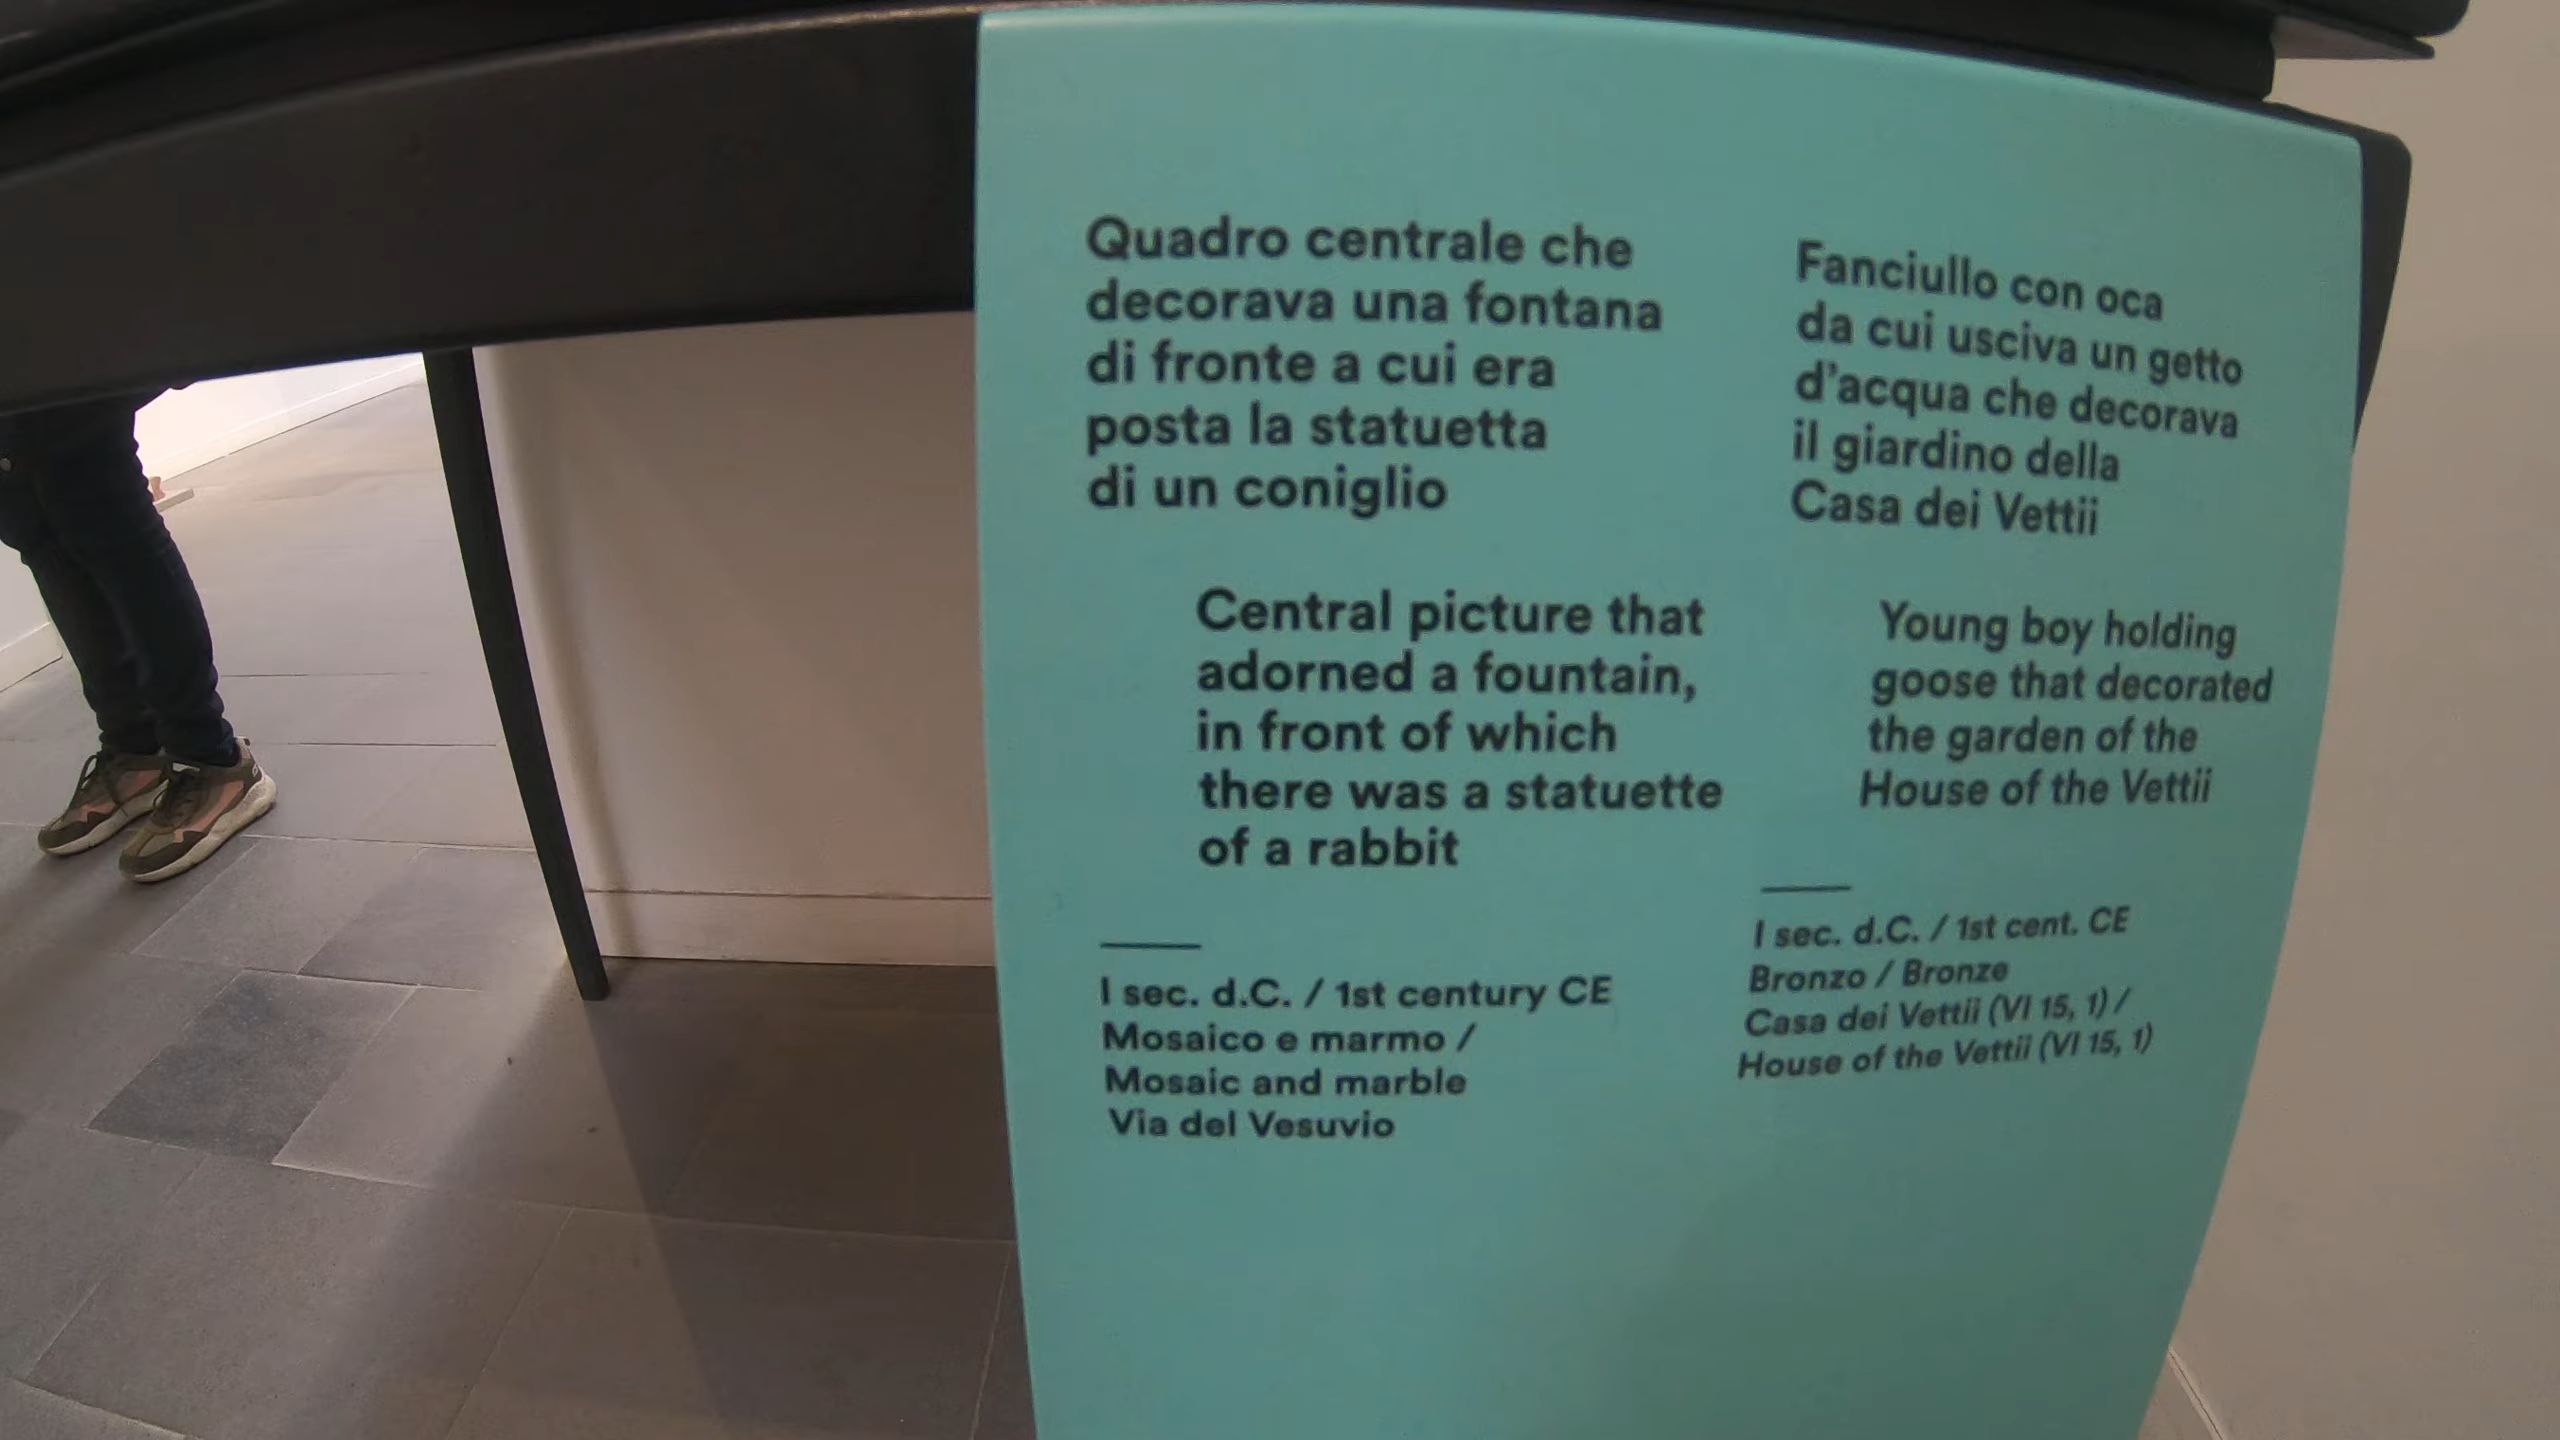 Quadro centrale che
decorava una fontana
di fronte a cui era
posta la statuetta
di un coniglio
Central picture that
adorned a fountain,
in front of which
there was a statuette
of a rabbit
I sec. d.C. / 1st century CE
Mosaico e marmo /
Mosaic and marble
Via del Vesuvio
Fanciullo con oca
da cui usciva un getto
d'acqua che decorava
il giardino della
Casa dei Vettii
Young boy holding
goose that decorated
the garden of the
House of the Vettii
I sec. d.C. / 1st cent. CE
Bronzo / Bronze
Casa dei Vettii (VI 15, 1) /
House of the Vettii (VI 15, 1)